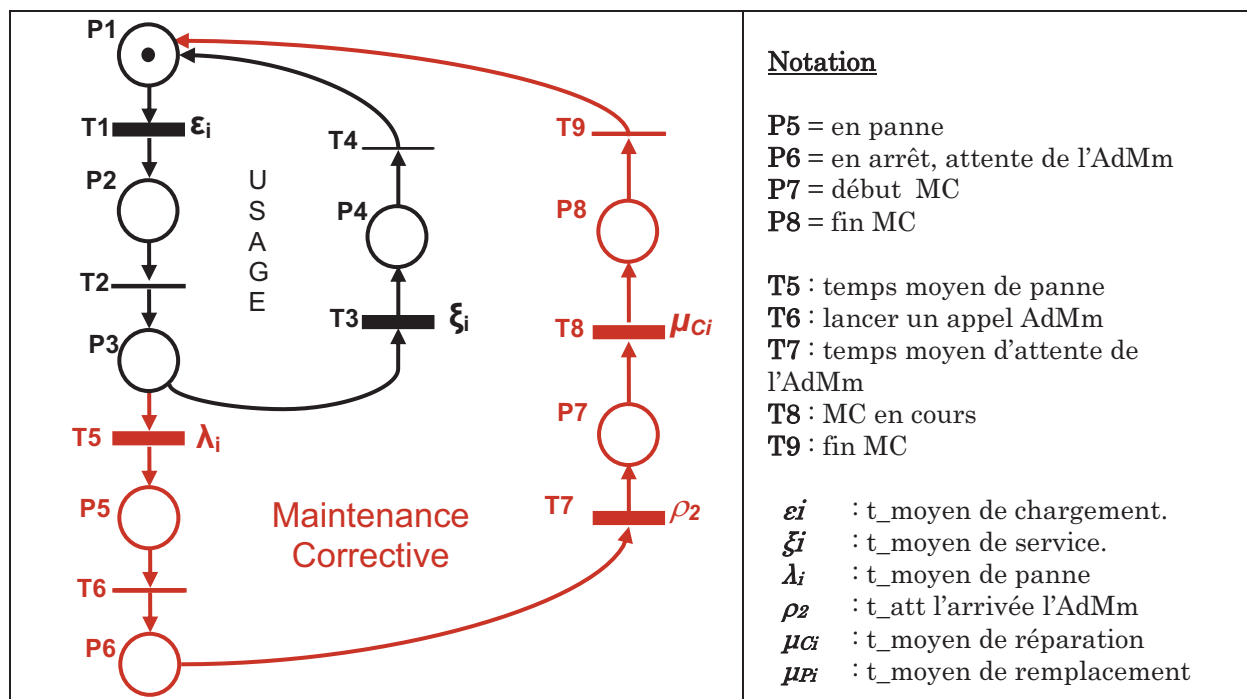 P1
T1 εi
P2
T2
P3
U
S
A
G
E
T4
P4
T3 ξi
T5 λi
P5
T6
P6
Maintenance
Corrective
T9
P8
T8 μCi
P7
T7 ρ2
Notation
P5 = en panne
P6 = en arrêt, attente de l'AdMm
P7 = début MC
P8 = fin MC
T5 : temps moyen de panne
T6 : lancer un appel AdMm
T7 : temps moyen d'attente de
l'AdMm
T8 : MC en cours
T9 : fin MC
εi : t_moyen de chargement.
ξi : t_moyen de service.
λi : t_moyen de panne
ρ2 : t_att l'arrivée l'AdMm
μCi : t_moyen de réparation
μPi : t_moyen de remplacement